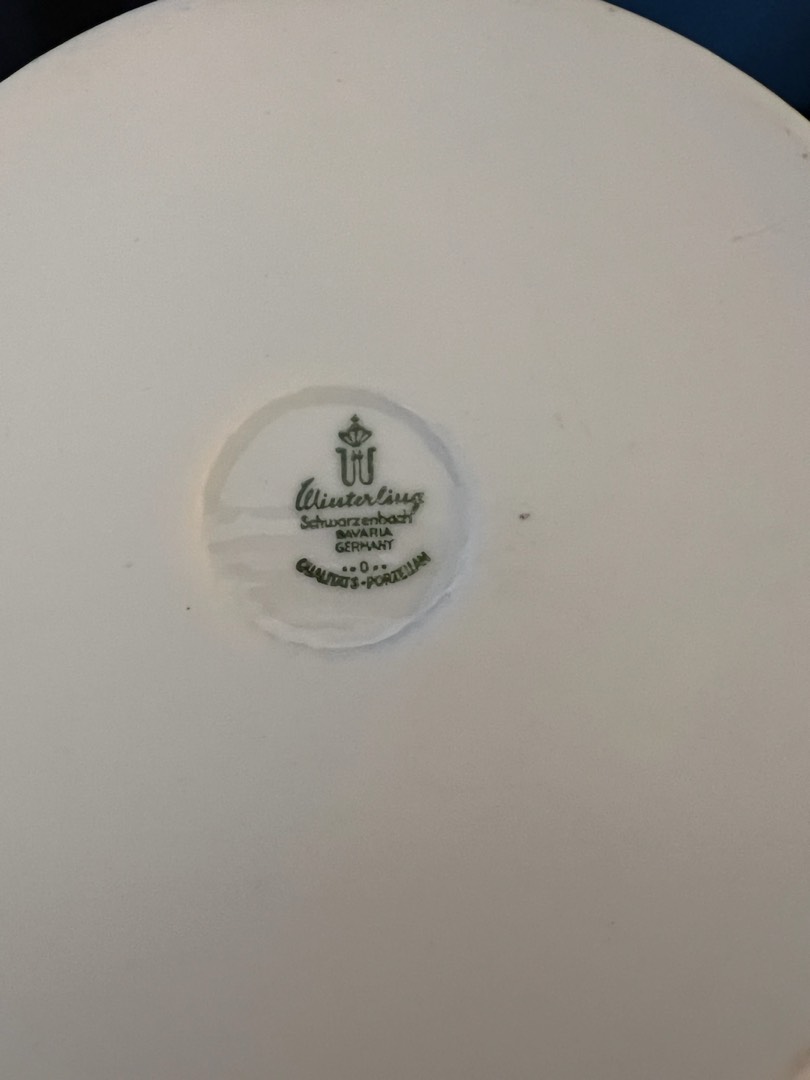 W
Winterling
Schwarzenbach
BAVARIA
GERMANY
..0..
QUALITÄTS-PORZELLAN